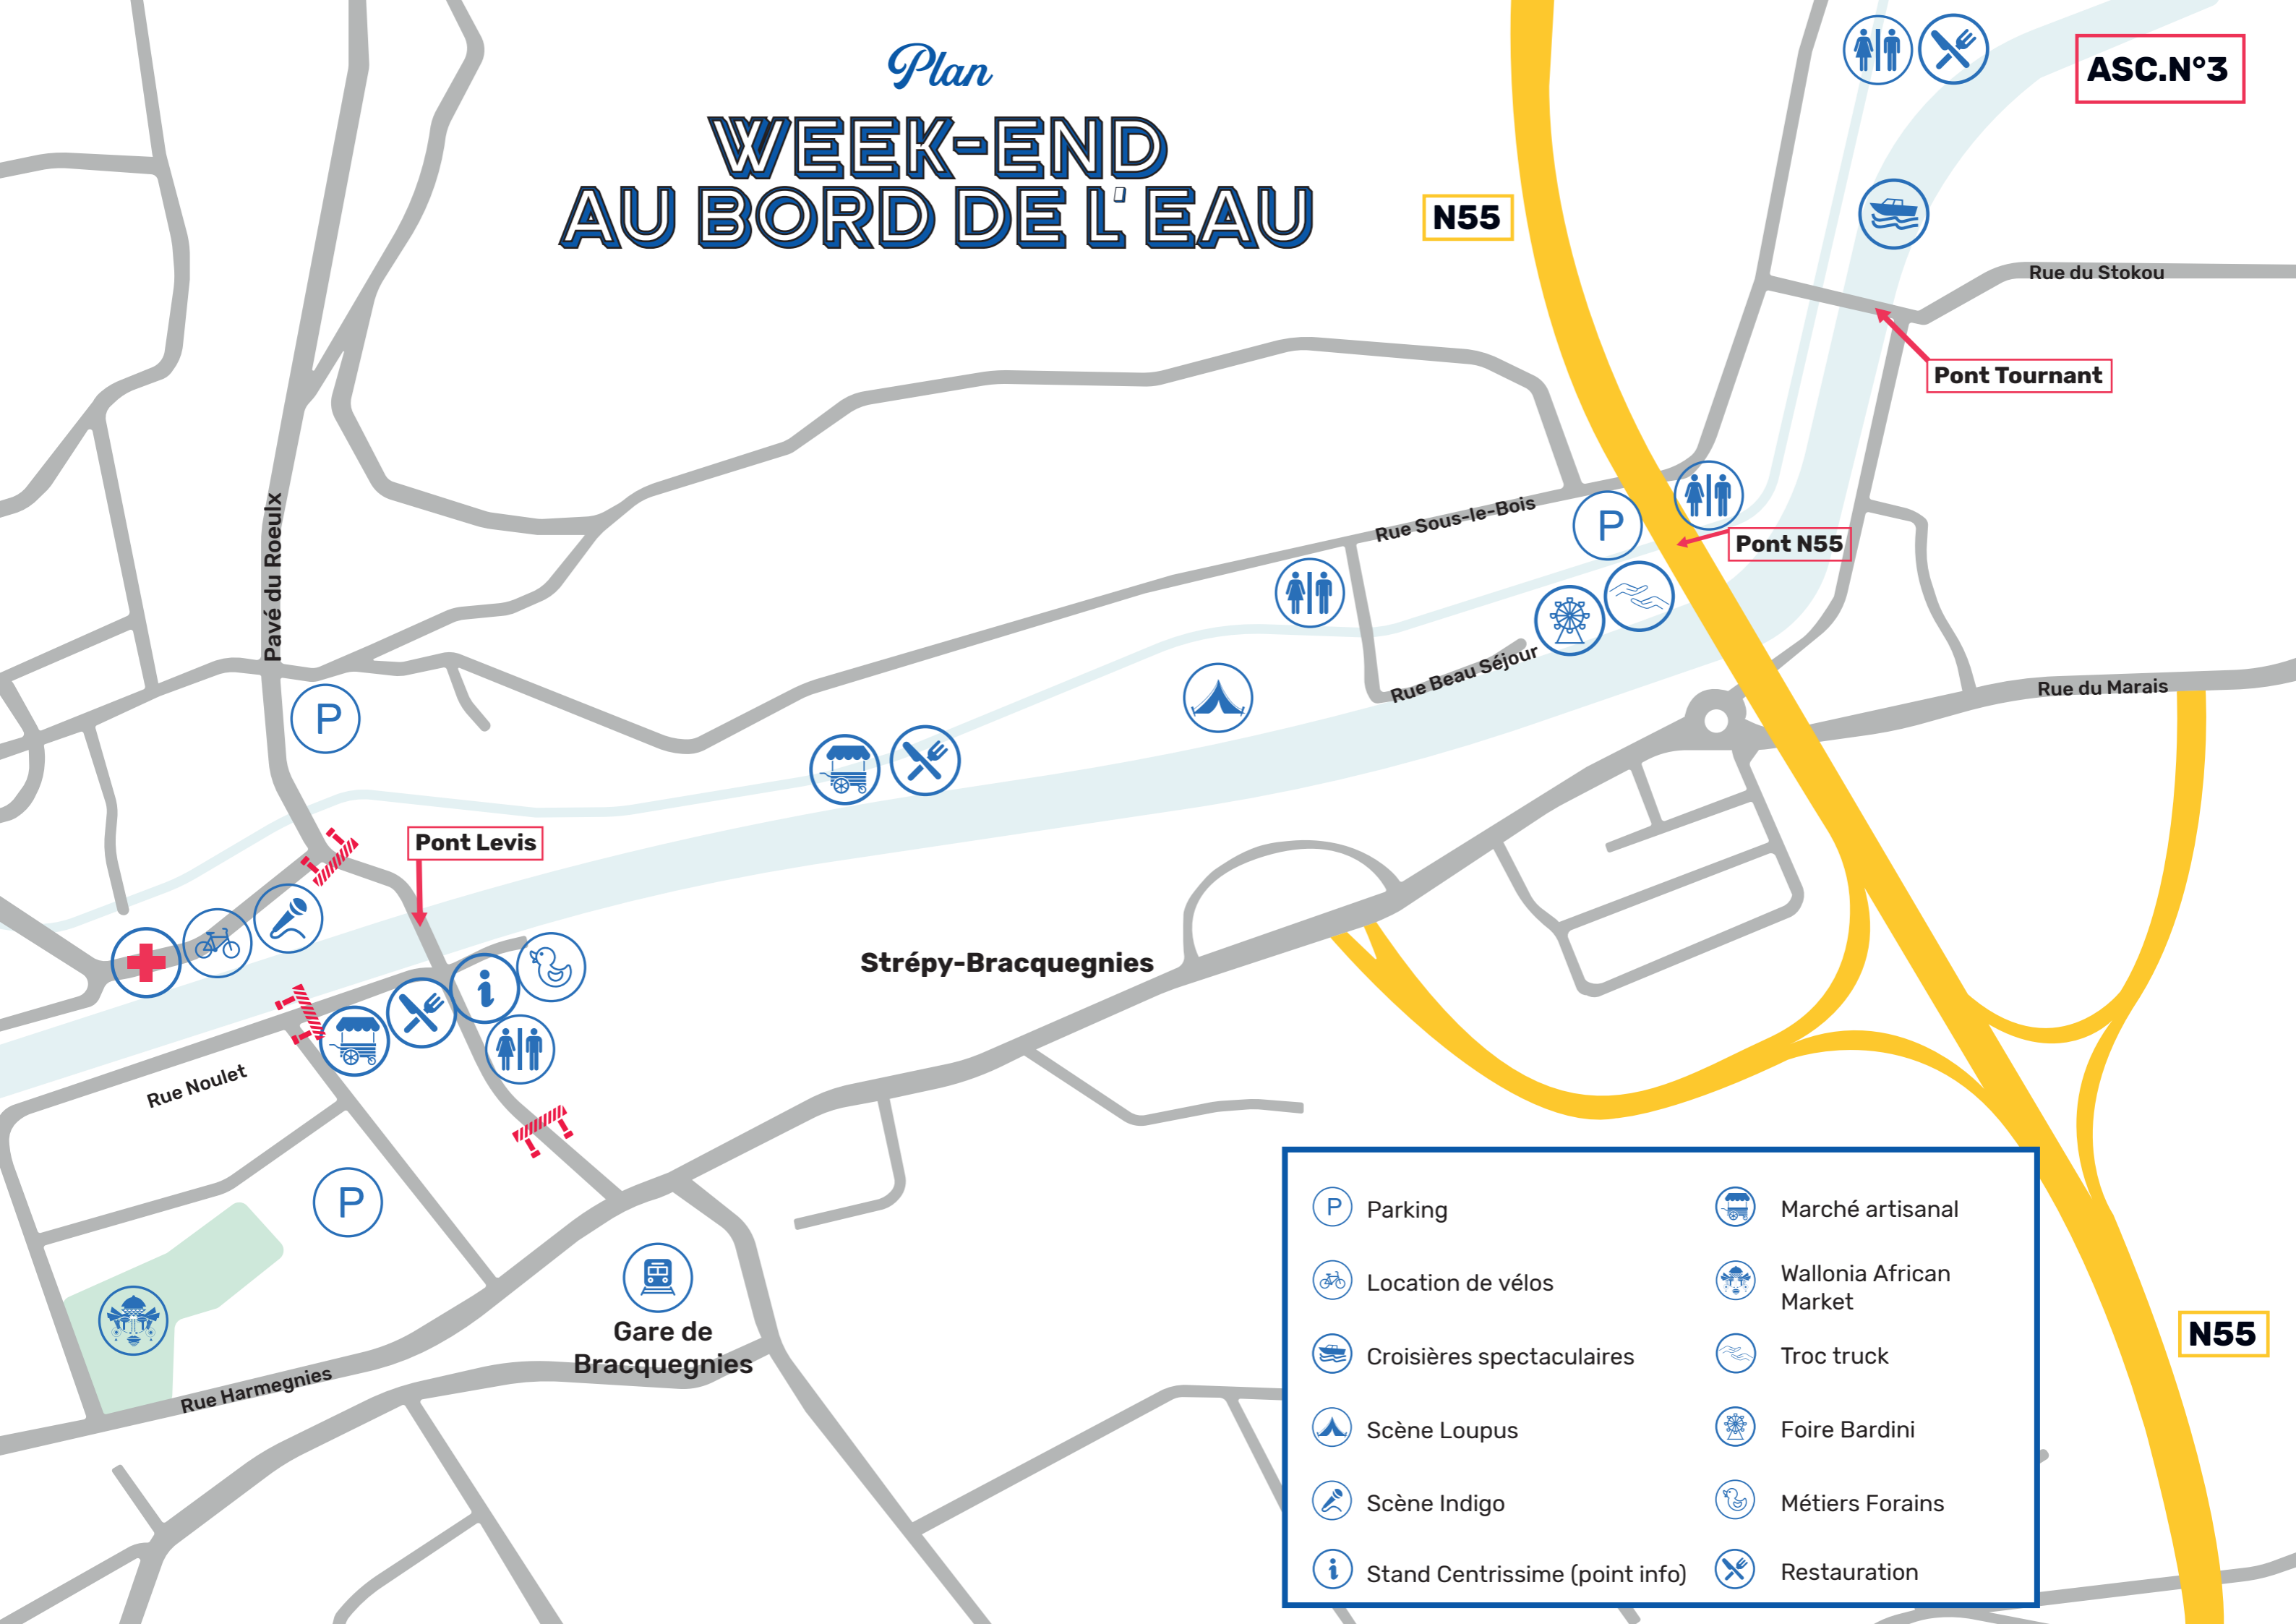 Plan
WEEK-END
AU BORD DE L'EAU
ASC.N°3
N55
Rue du Stokou
Pont Tournant
Pavé du Roeulx
Rue Sous-le-Bois
P
Pont N55
Rue Beau Séjour
Rue du Marais
P
Pont Levis
Strépy-Bracquegnies
i
Rue Noulet
P
Gare de
Bracquegnies
Rue Harmegnies
N55
P Parking
Marché artisanal
Location de vélos
Wallonia African
Market
Croisières spectaculaires
Troc truck
Scène Loupus
Foire Bardini
Scène Indigo
Métiers Forains
i Stand Centrissime (point info)
Restauration